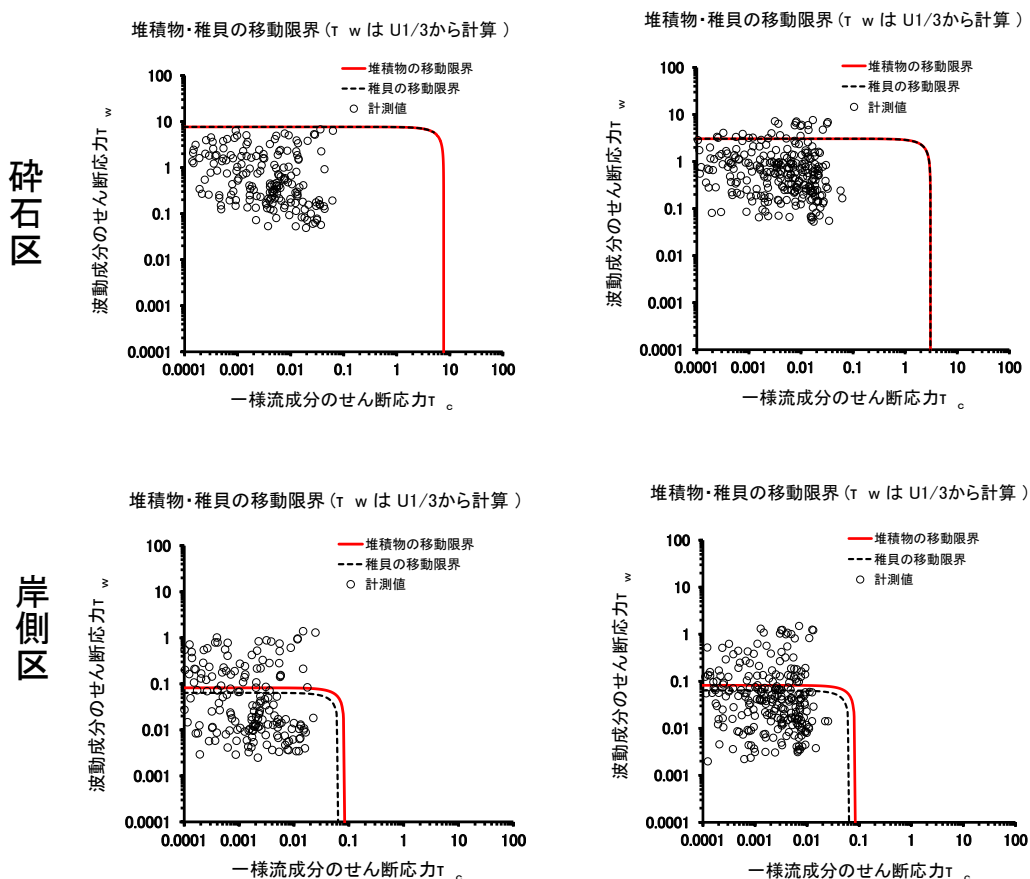 堆積物・稚貝の移動限界（τ w は U1/3から計算 ）
堆積物の移動限界
稚貝の移動限界
計測値
波動成分のせん断応力τ w
100
10
1
0.1
0.01
0.001
0.0001
0.0001 0.001 0.01 0.1 1 10 100
一様流成分のせん断応力τ c
堆積物・稚貝の移動限界（τ w は U1/3から計算 ）
堆積物の移動限界
稚貝の移動限界
計測値
波動成分のせん断応力τ w
100
10
1
0.1
0.01
0.001
0.0001
0.0001 0.001 0.01 0.1 1 10 100
一様流成分のせん断応力τ c
砕石区
堆積物・稚貝の移動限界（τ w は U1/3から計算 ）
堆積物の移動限界
稚貝の移動限界
計測値
波動成分のせん断応力τ w
100
10
1
0.1
0.01
0.001
0.0001
0.0001 0.001 0.01 0.1 1 10 100
一様流成分のせん断応力τ c
堆積物・稚貝の移動限界（τ w は U1/3から計算 ）
堆積物の移動限界
稚貝の移動限界
計測値
波動成分のせん断応力τ w
100
10
1
0.1
0.01
0.001
0.0001
0.0001 0.001 0.01 0.1 1 10 100
一様流成分のせん断応力τ c
岸側区